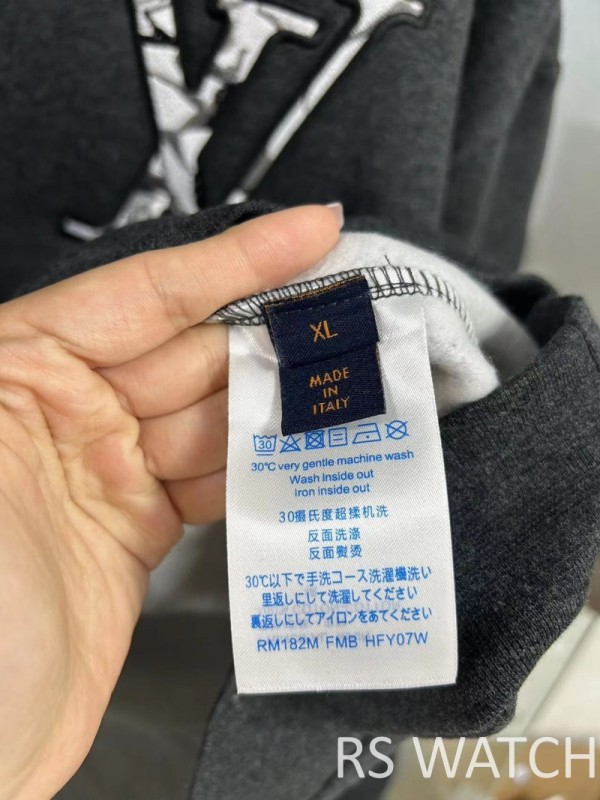 XL
MADE
IN
ITALY
30
30℃ very gentle machine wash
Wash Inside out
Iron inside out
30摄氏度超揉机洗
反面洗涤
反面熨烫
30℃以下で手洗コース洗濯機洗い
里返しにして洗濯してください
裏返しにしてアイロンをあてください
RM182M FMB HFY07W
RS WATCH